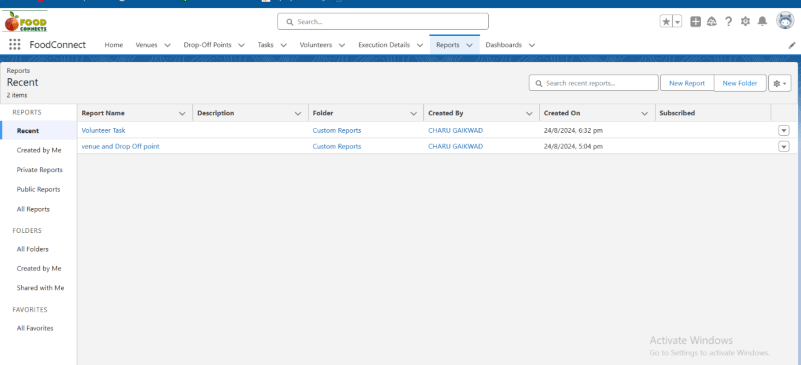 FOOD
CONNECTS
Search...
FoodConnect
Home Venues Drop-Off Points Tasks Volunteers Execution Details Reports Dashboards
Reports
Recent
2 items
Search recent reports...
New Report New Folder
REPORTS
Recent
Created by Me
Private Reports
Public Reports
All Reports
FOLDERS
All Folders
Created by Me
Shared with Me
FAVORITES
All Favorites
Report Name Description Folder Created By Created On Subscribed
Volunteer Task Custom Reports CHARU GAIKWAD 24/8/2024, 6:32 pm
venue and Drop Off point Custom Reports CHARU GAIKWAD 24/8/2024, 5:04 pm
Activate Windows
Go to Settings to activate Windows.